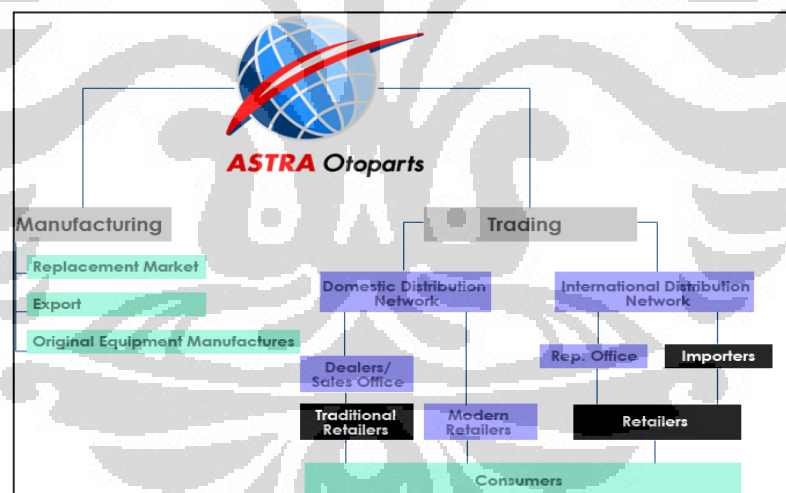 ASTRA Otoparts
Manufacturing
Trading
Replacement Market
Export
Original Equipment Manufactures
Domestic Distribution
Network
International Distribution
Network
Dealers/
Sales Office
Rep. Office
Importers
Traditional
Retailers
Modern
Retailers
Retailers
Consumers